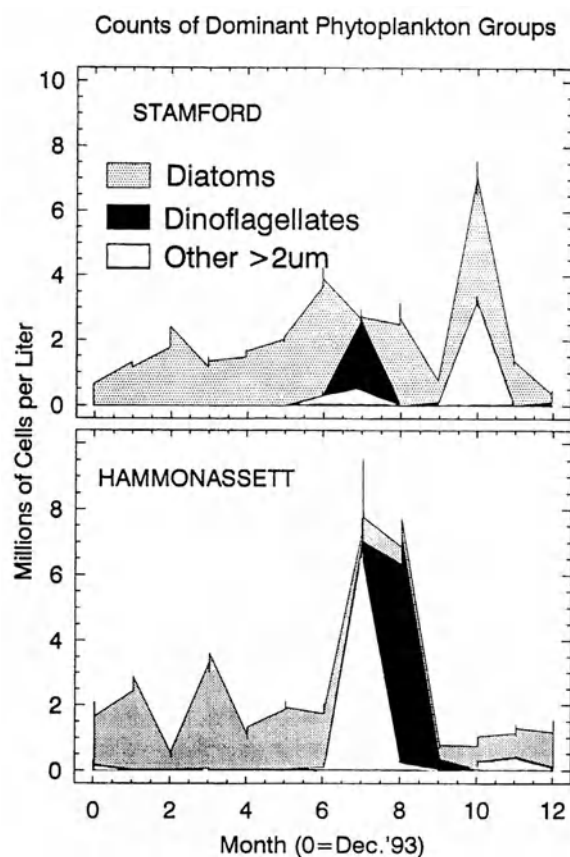 Counts of Dominant Phytoplankton Groups
10
STAMFORD
8
Diatoms
6
Dinoflagellates
Other >2um
4
2
0
Millions of Cells per Liter
HAMMONASSETT
8
6
4
2
0
0 2 4 6 8 10 12
Month (0=Dec.'93)